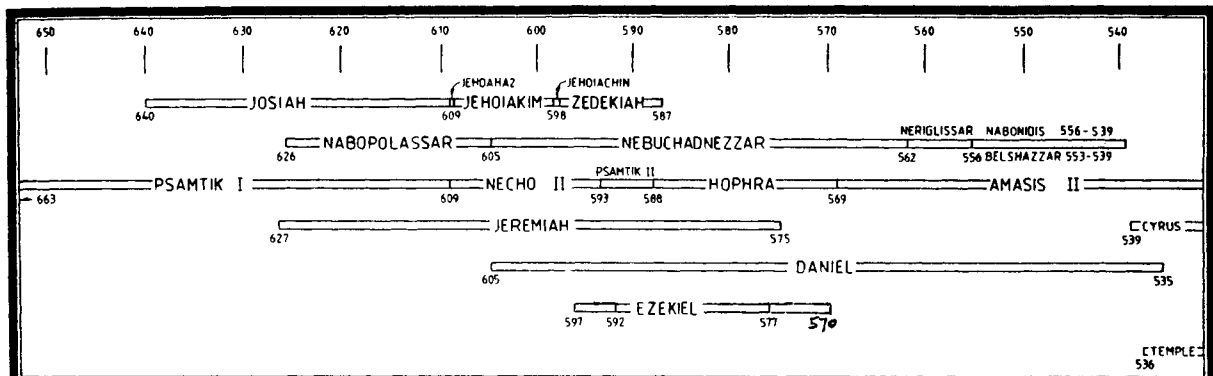 650 640 630 620 610 600 590 580 570 560 550 540
JEHOAHAZ JEHOIACHIN
JOSIAH JEHOIAKIM ZEDEKIAH
640 609 598 587
NERIGLISSAR NABONIDIS 556-539
NABOPOLASSAR NEBUCHADNEZZAR
626 605 562 556 BELSHAZZAR 553-539
PSAMTIK II
PSAMTIK I NECHO II HOPHRA AMASIS II
663 609 593 588 569
JEREMIAH CYRUS
627 575 539
DANIEL
605 535
EZEKIEL
597 592 577 570
TEMPLE
536